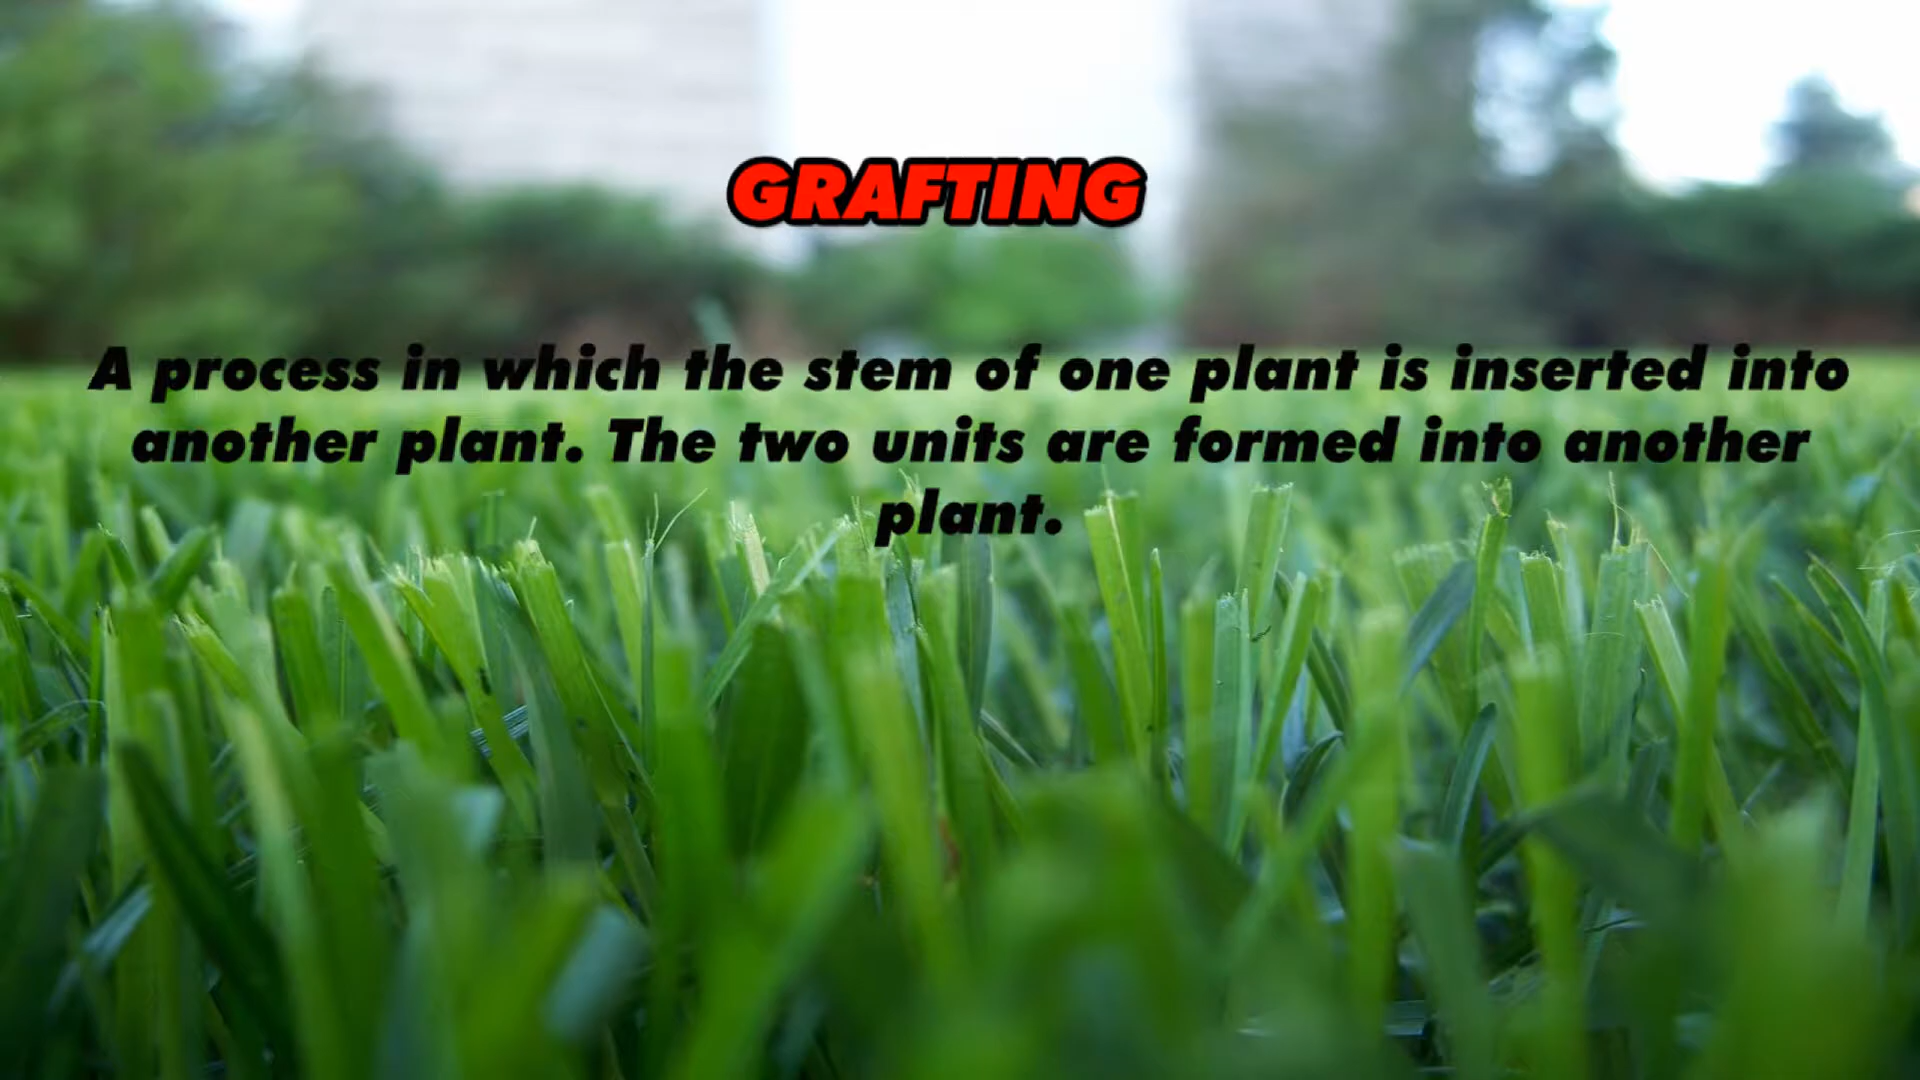 GRAFTING
A process in which the stem of one plant is inserted into
another plant. The two units are formed into another
plant.